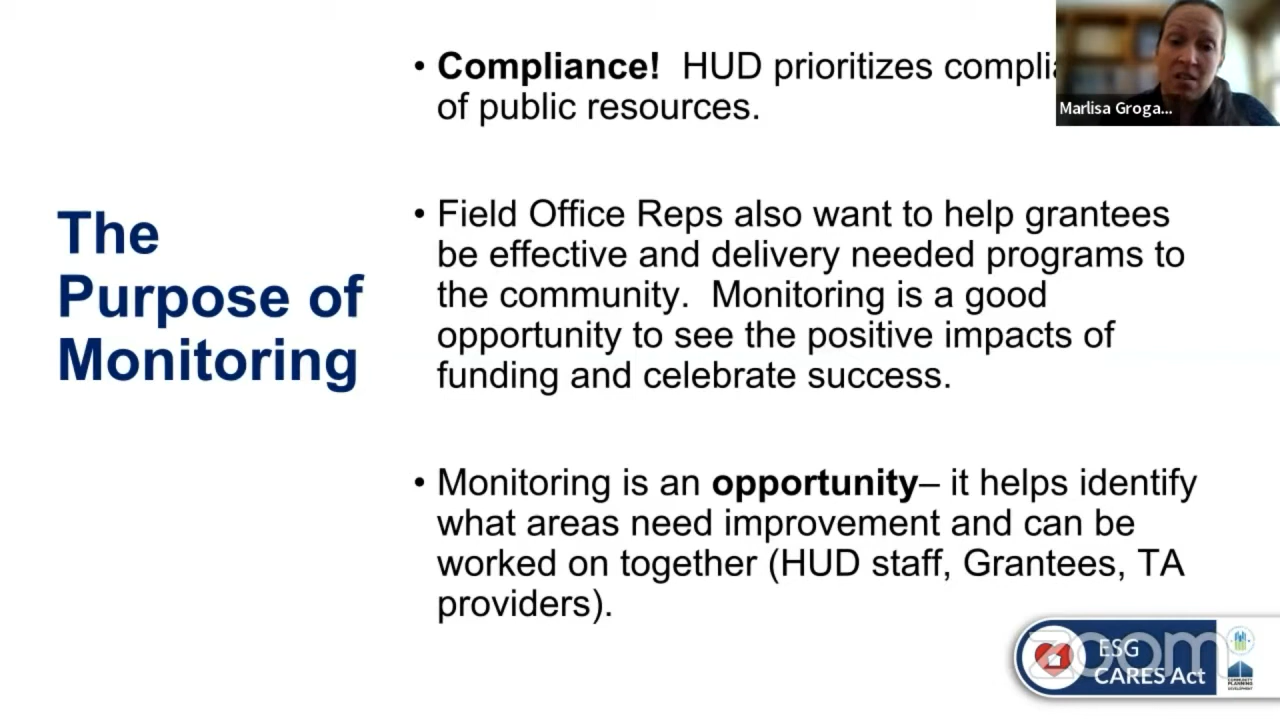 The
Purpose of
Monitoring
• Compliance! HUD prioritizes
of public resources.
• Field Office Reps also want to help grantees
be effective and delivery needed programs to
the community. Monitoring is a good
opportunity to see the positive impacts of
funding and celebrate success.
• Monitoring is an opportunity– it helps identify
what areas need improvement and can be
worked on together (HUD staff, Grantees, TA
providers).
Marlisa Groga...
zoom
ESG
CARES Act
COMMUNITY
PLANNING
DEVELOPMENT